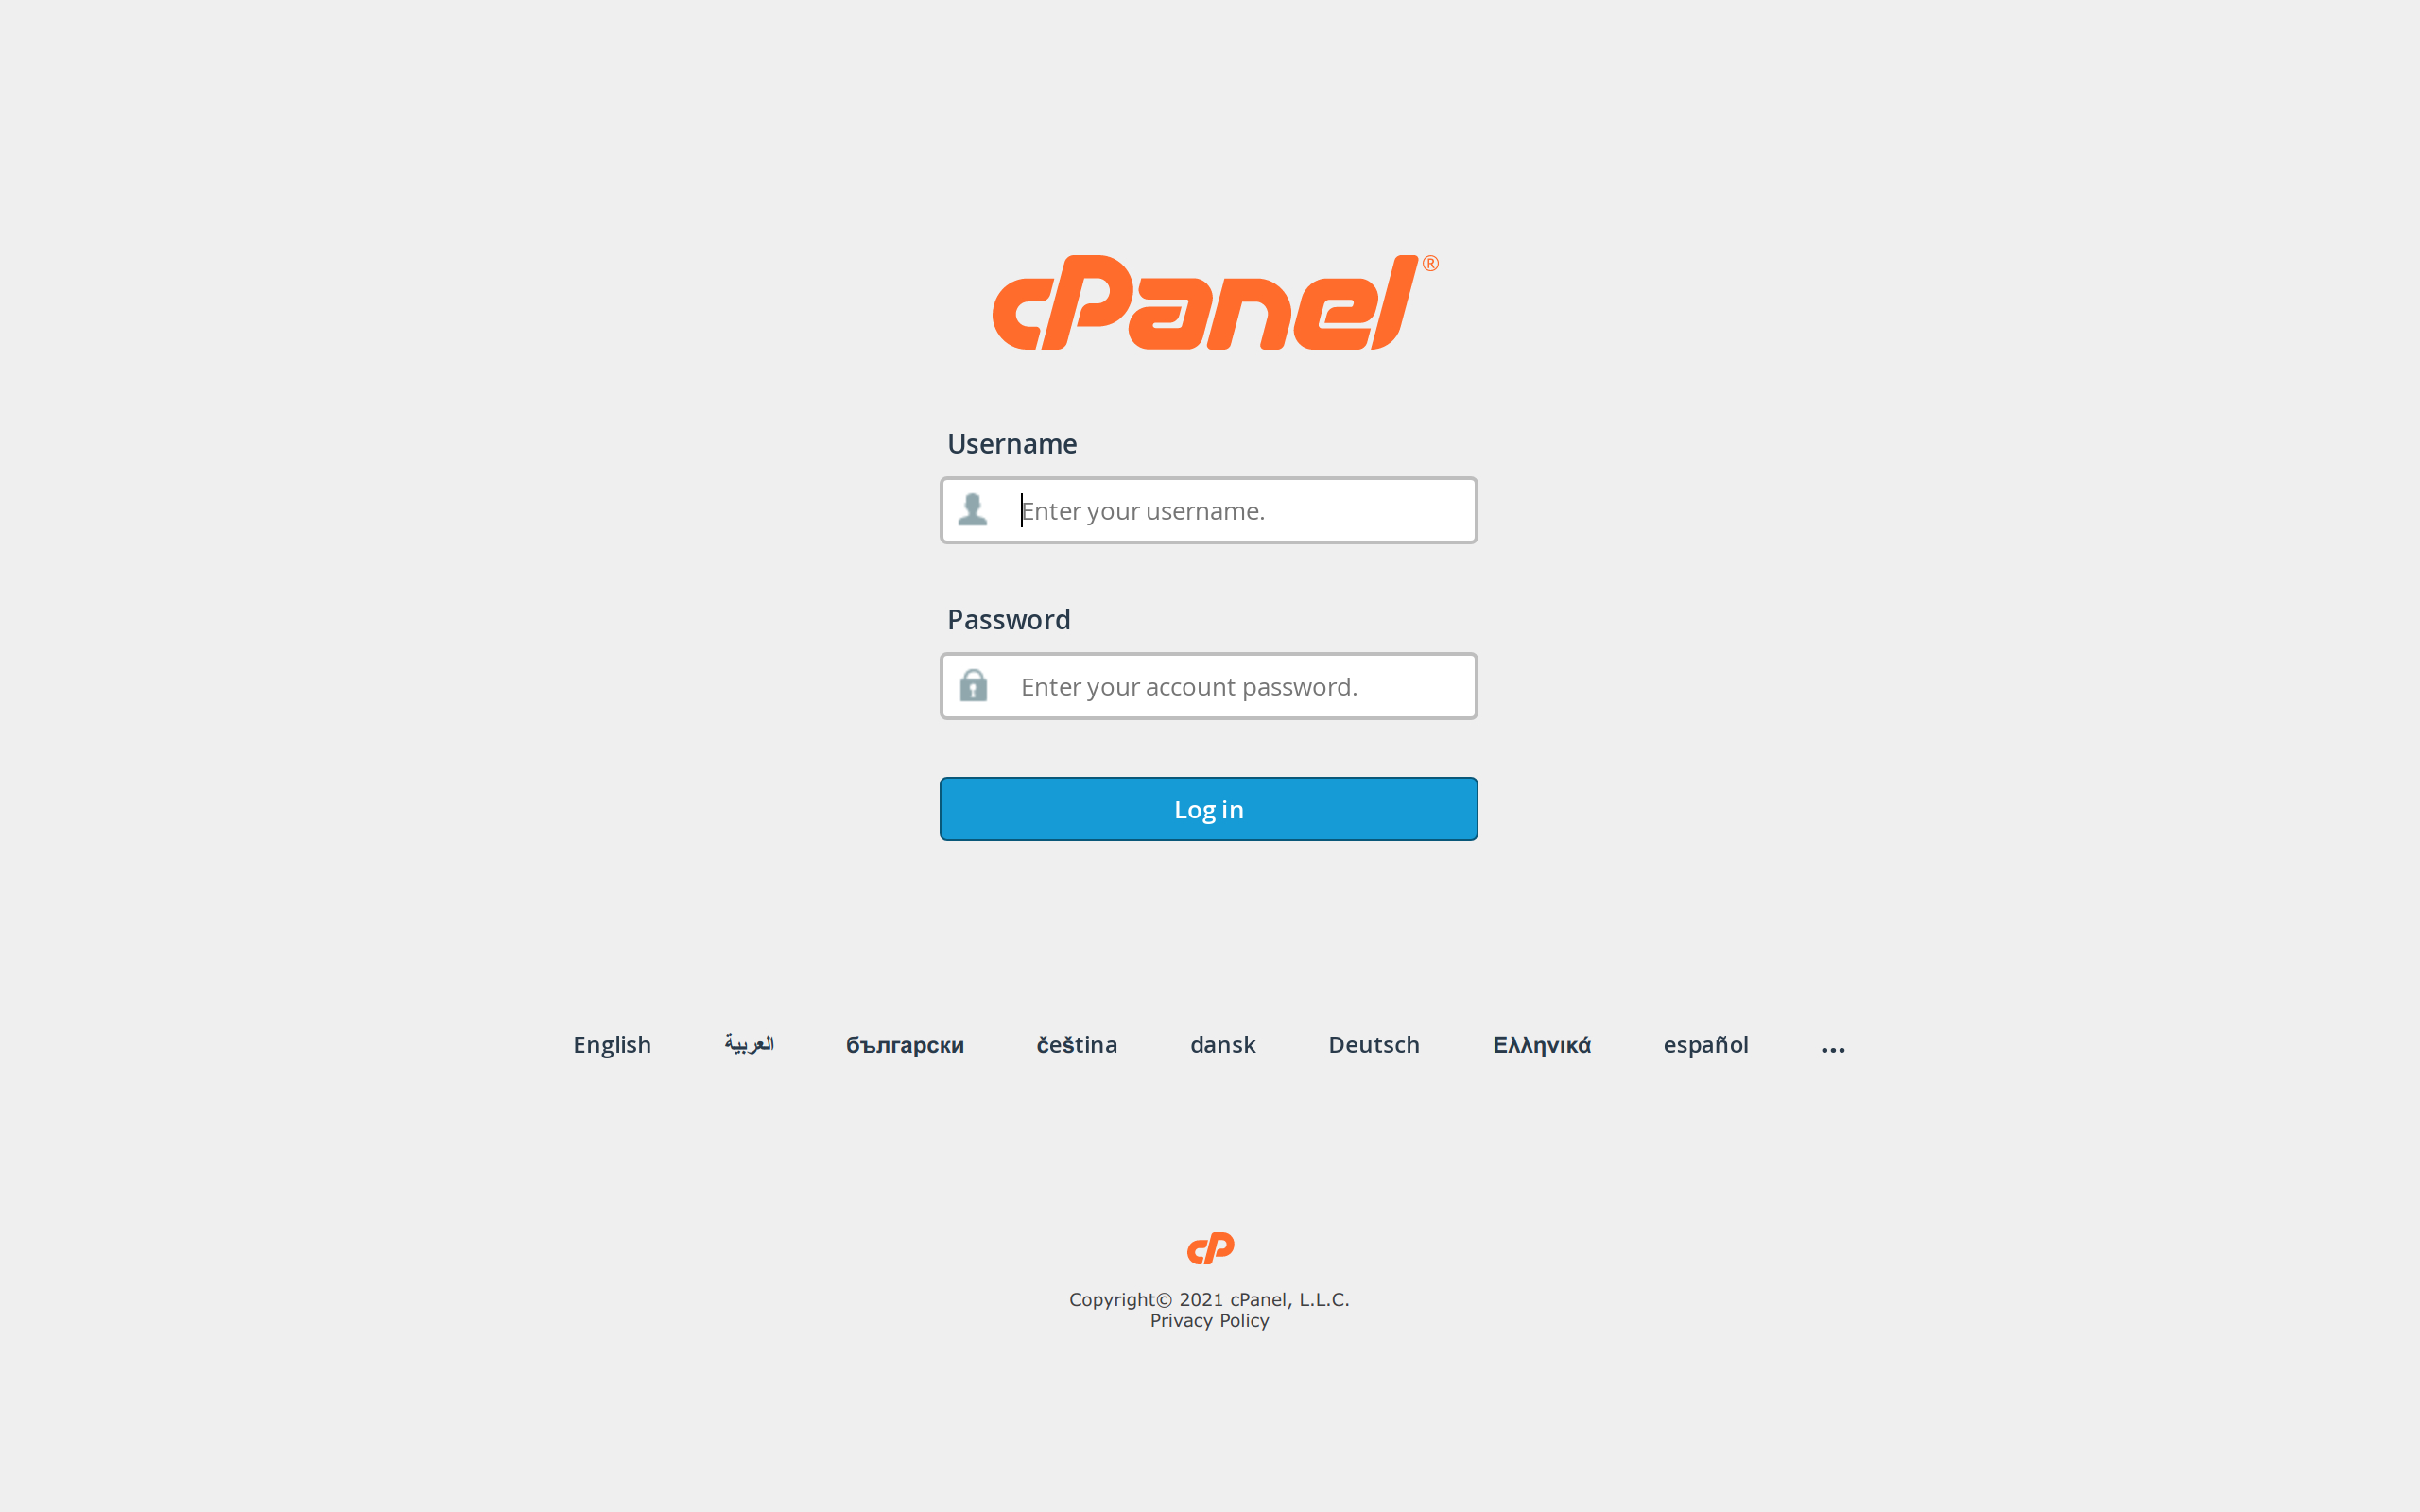 cPanel®
Username
Enter your username.
Password
Enter your account password.
Log in
English العربية български čeština dansk Deutsch Ελληνικά español ...
cP
Copyright© 2021 cPanel, L.L.C.
Privacy Policy